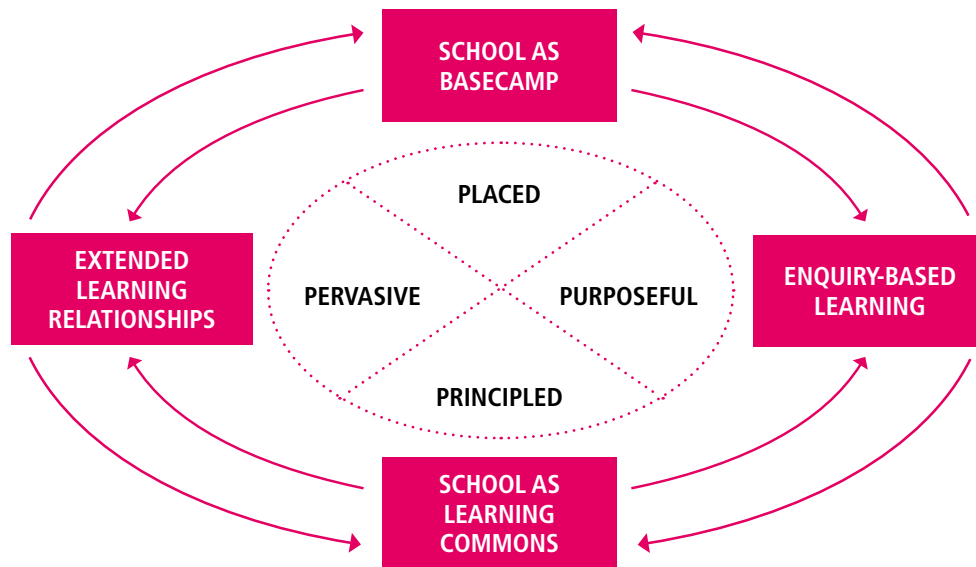 SCHOOL AS
BASECAMP
PLACED
EXTENDED
LEARNING
RELATIONSHIPS
PERVASIVE
PURPOSEFUL
ENQUIRY-BASED
LEARNING
PRINCIPLED
SCHOOL AS
LEARNING
COMMONS